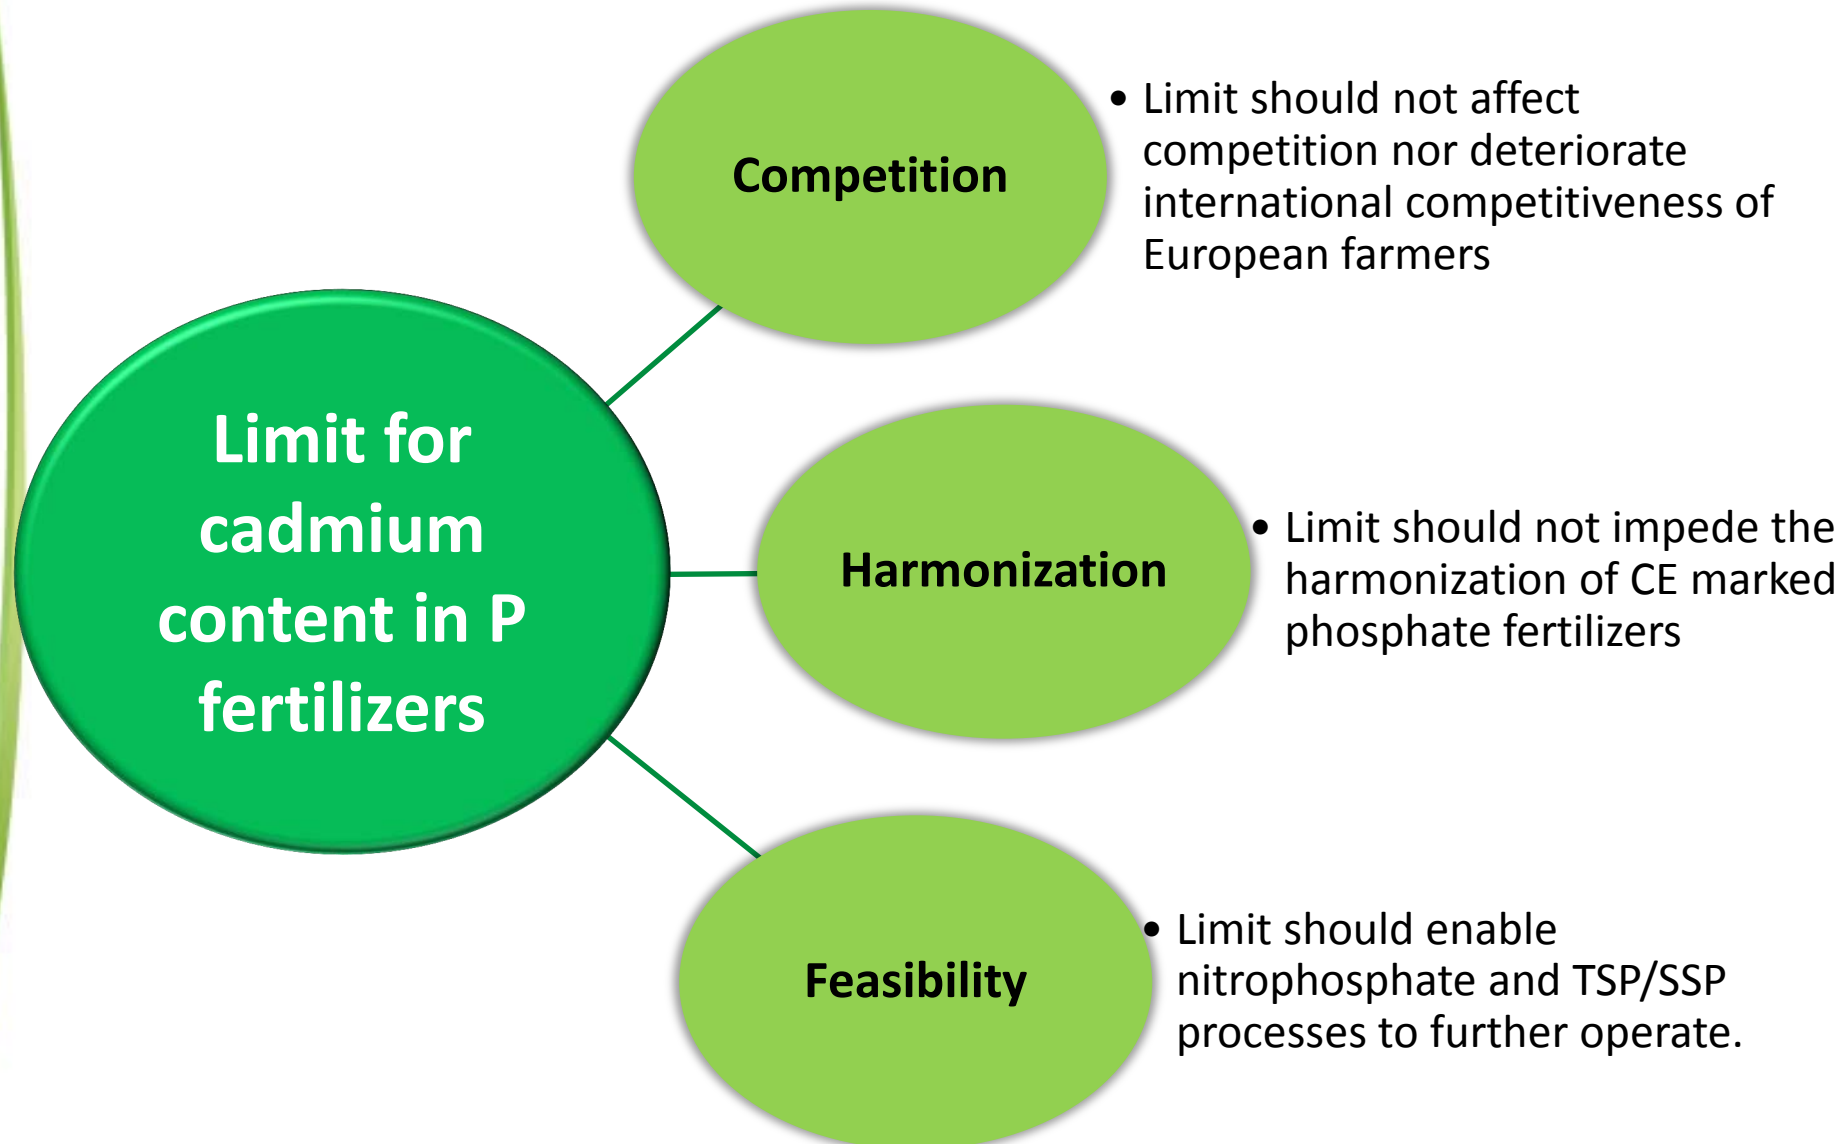 Limit for
cadmium
content in P
fertilizers
Competition
• Limit should not affect
competition nor deteriorate
international competitiveness of
European farmers
Harmonization
• Limit should not impede the
harmonization of CE marked
phosphate fertilizers
Feasibility
• Limit should enable
nitrophosphate and TSP/SSP
processes to further operate.